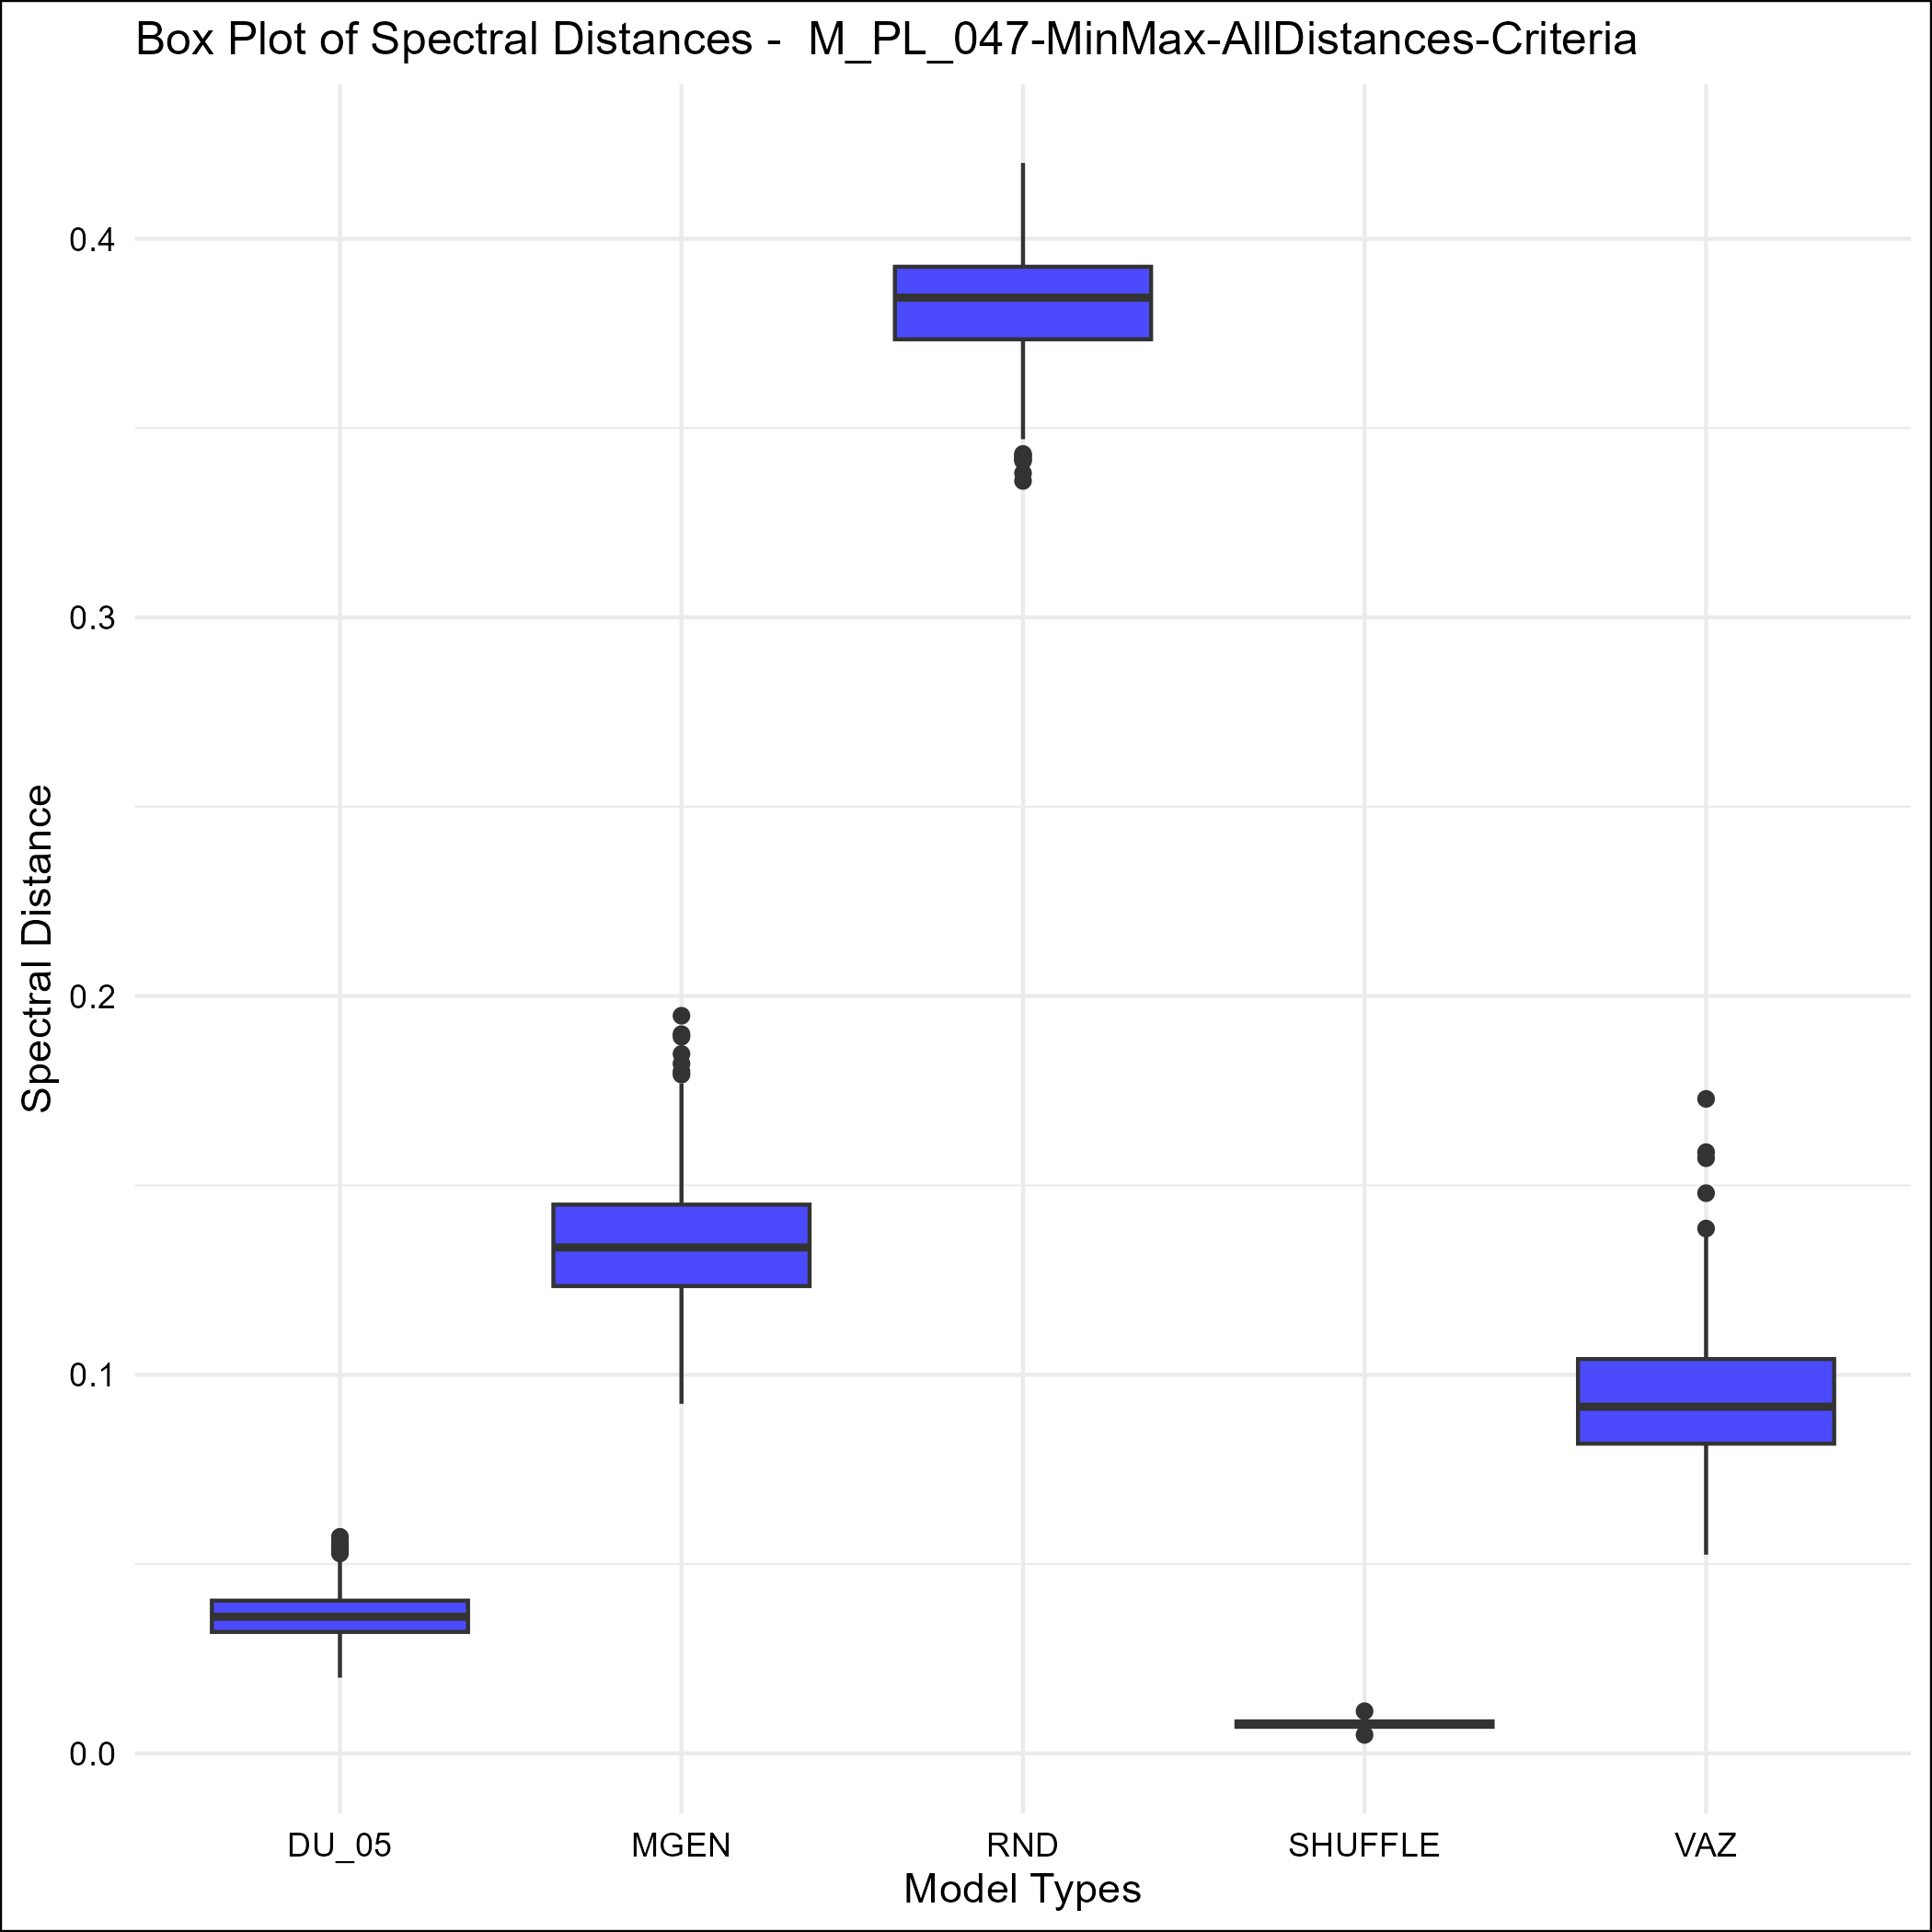 Box Plot of Spectral Distances -  M_PL_047-MinMax-AllDistances-Criteria
Spectral Distance
0.4
0.3
0.2
0.1
0.0
DU_05 MGEN RND SHUFFLE VAZ
Model Types